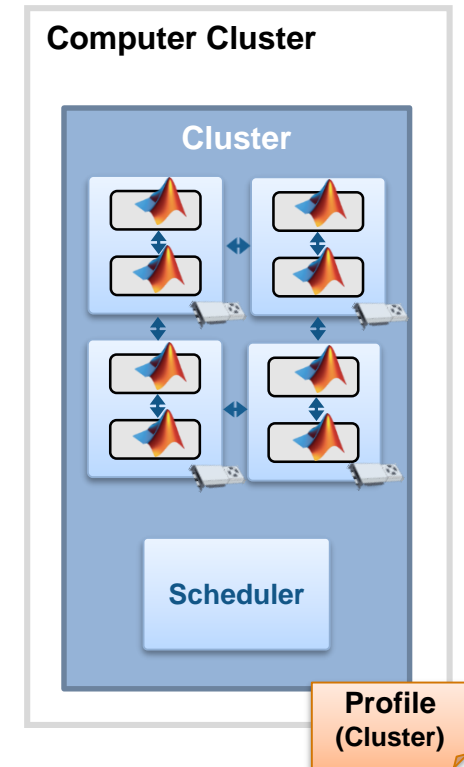 Computer Cluster
Cluster
Scheduler
Profile
(Cluster)